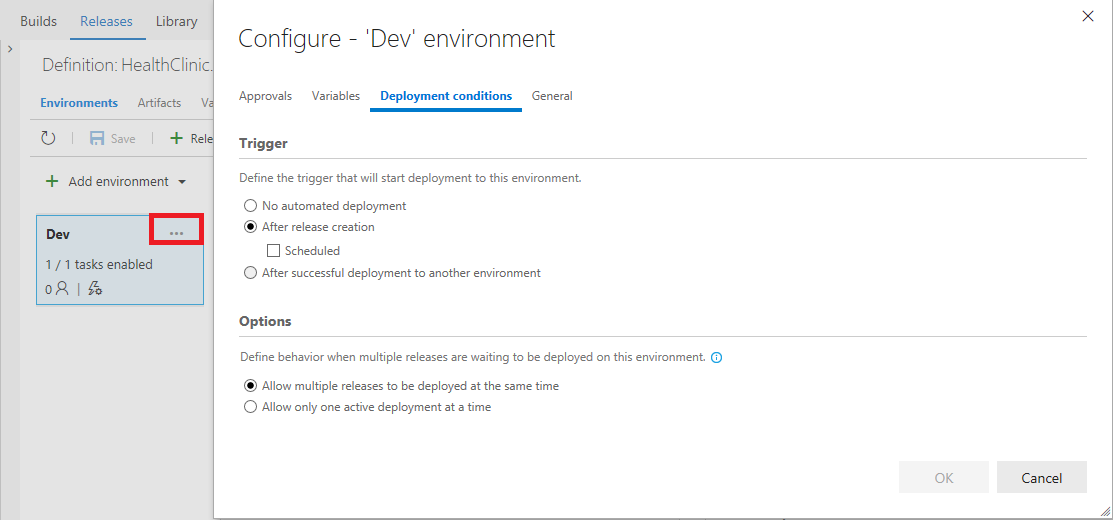 Builds Releases Library
Definition: HealthClinic.
Environments Artifacts Va
Save Rele
Add environment
Dev ...
1 / 1 tasks enabled
0
Configure - 'Dev' environment
Approvals Variables Deployment conditions General
Trigger
Define the trigger that will start deployment to this environment.
No automated deployment
After release creation
Scheduled
After successful deployment to another environment
Options
Define behavior when multiple releases are waiting to be deployed on this environment.
Allow multiple releases to be deployed at the same time
Allow only one active deployment at a time
OK Cancel